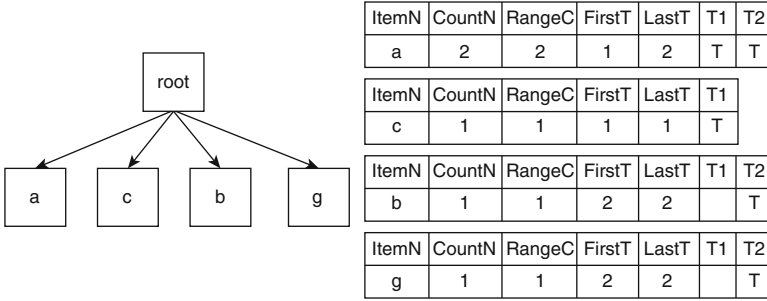 root
a c b g
ItemN CountN RangeC FirstT LastT T1 T2
a 2 2 1 2 T T
ItemN CountN RangeC FirstT LastT T1
c 1 1 1 1 T
ItemN CountN RangeC FirstT LastT T1 T2
b 1 1 2 2 T
ItemN CountN RangeC FirstT LastT T1 T2
g 1 1 2 2 T